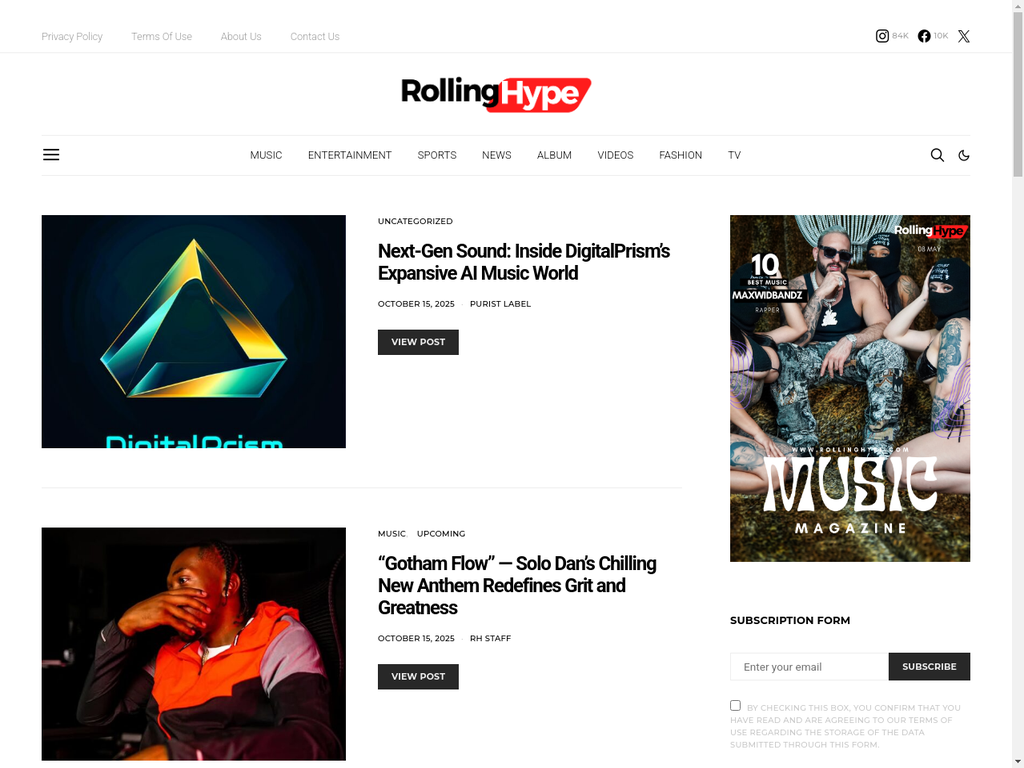 Privacy Policy
Terms Of Use
About Us
Contact Us
84K
10K
RollingHype
MUSIC
ENTERTAINMENT
SPORTS
NEWS
ALBUM
VIDEOS
FASHION
TV
DigitalPrism
UNCATEGORIZED
Next-Gen Sound: Inside DigitalPrism's
Expansive AI Music World
OCTOBER 15, 2025 · PURIST LABEL
VIEW POST
MUSIC UPCOMING
“Gotham Flow” — Solo Dan's Chilling
New Anthem Redefines Grit and
Greatness
OCTOBER 15, 2025 · RH STAFF
VIEW POST
RollingHype
08 MAY
10
BEST MUSIC
MAXWIDBANDZ
RAPPER
WWW.ROLLINGHYPE.COM
MUSIC
MAGAZINE
SUBSCRIPTION FORM
Enter your email
SUBSCRIBE
BY CHECKING THIS BOX, YOU CONFIRM THAT YOU
HAVE READ AND ARE AGREEING TO OUR TERMS OF
USE REGARDING THE STORAGE OF THE DATA
SUBMITTED THROUGH THIS FORM.